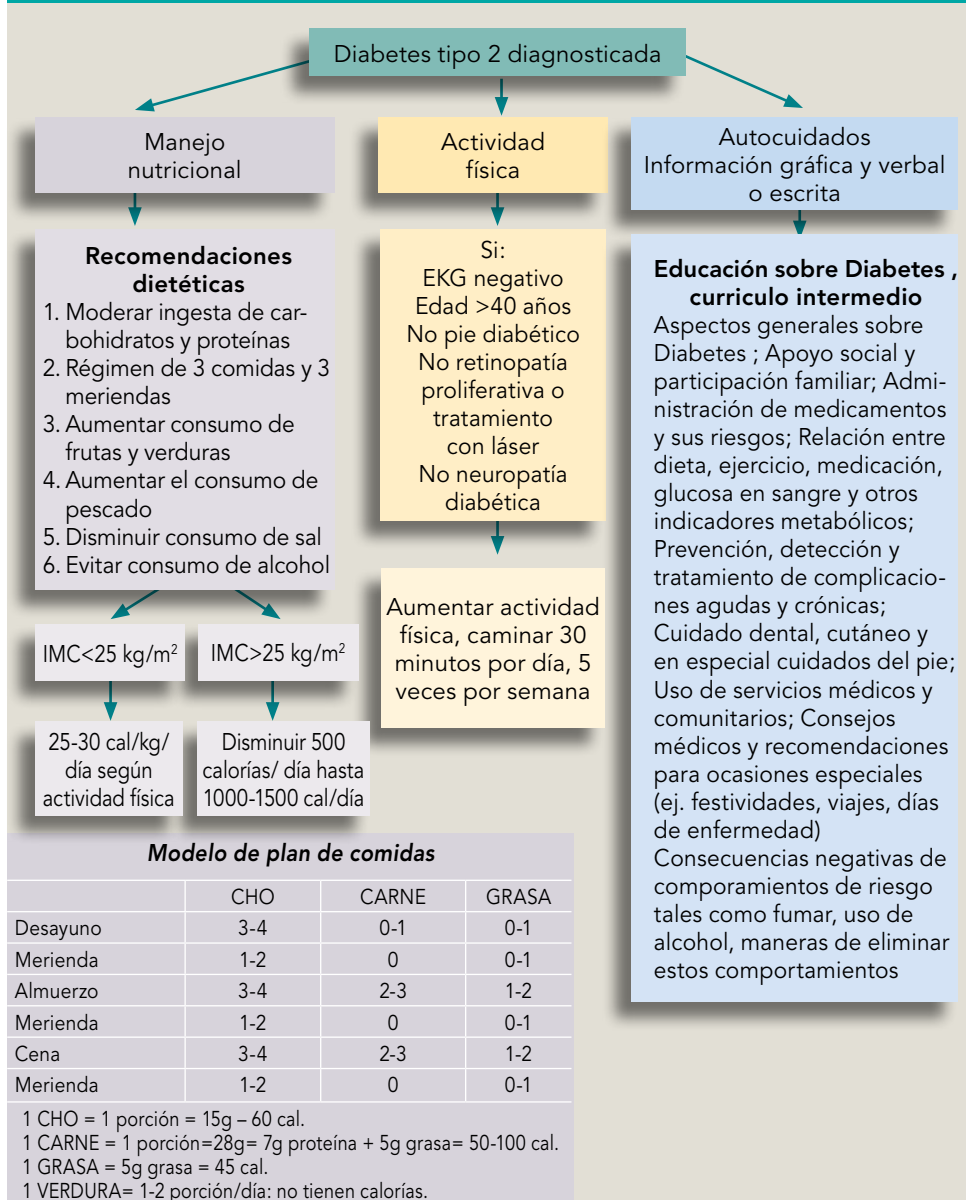 Diabetes tipo 2 diagnosticada
Manejo
nutricional
Recomendaciones
dietéticas
1. Moderar ingesta de car-
bohidratos y proteínas
2. Régimen de 3 comidas y 3
meriendas
3. Aumentar consumo de
frutas y verduras
4. Aumentar el consumo de
pescado
5. Disminuir consumo de sal
6. Evitar consumo de alcohol
IMC<25 kg/m²
25-30 cal/kg/
día según
actividad física
IMC>25 kg/m²
Disminuir 500
calorías/ día hasta
1000-1500 cal/día
Actividad
física
Si:
EKG negativo
Edad >40 años
No pie diabético
No retinopatía
proliferativa o
tratamiento
con láser
No neuropatía
diabética
Aumentar actividad
física, caminar 30
minutos por día, 5
veces por semana
Autocuidados
Información gráfica y verbal
o escrita
Educación sobre Diabetes ,
curriculo intermedio
Aspectos generales sobre
Diabetes ; Apoyo social y
participación familiar; Admi-
nistración de medicamentos
y sus riesgos; Relación entre
dieta, ejercicio, medicación,
glucosa en sangre y otros
indicadores metabólicos;
Prevención, detección y
tratamiento de complicacio-
nes agudas y crónicas;
Cuidado dental, cutáneo y
en especial cuidados del pie;
Uso de servicios médicos y
comunitarios; Consejos
médicos y recomendaciones
para ocasiones especiales
(ej. festividades, viajes, días
de enfermedad)
Consecuencias negativas de
comporamientos de riesgo
tales como fumar, uso de
alcohol, maneras de eliminar
estos comportamientos
Modelo de plan de comidas
CHO CARNE GRASA
Desayuno 3-4 0-1 0-1
Merienda 1-2 0 0-1
Almuerzo 3-4 2-3 1-2
Merienda 1-2 0 0-1
Cena 3-4 2-3 1-2
Merienda 1-2 0 0-1
1 CHO = 1 porción = 15g – 60 cal.
1 CARNE = 1 porción=28g= 7g proteína + 5g grasa= 50-100 cal.
1 GRASA = 5g grasa = 45 cal.
1 VERDURA= 1-2 porción/día: no tienen calorías.